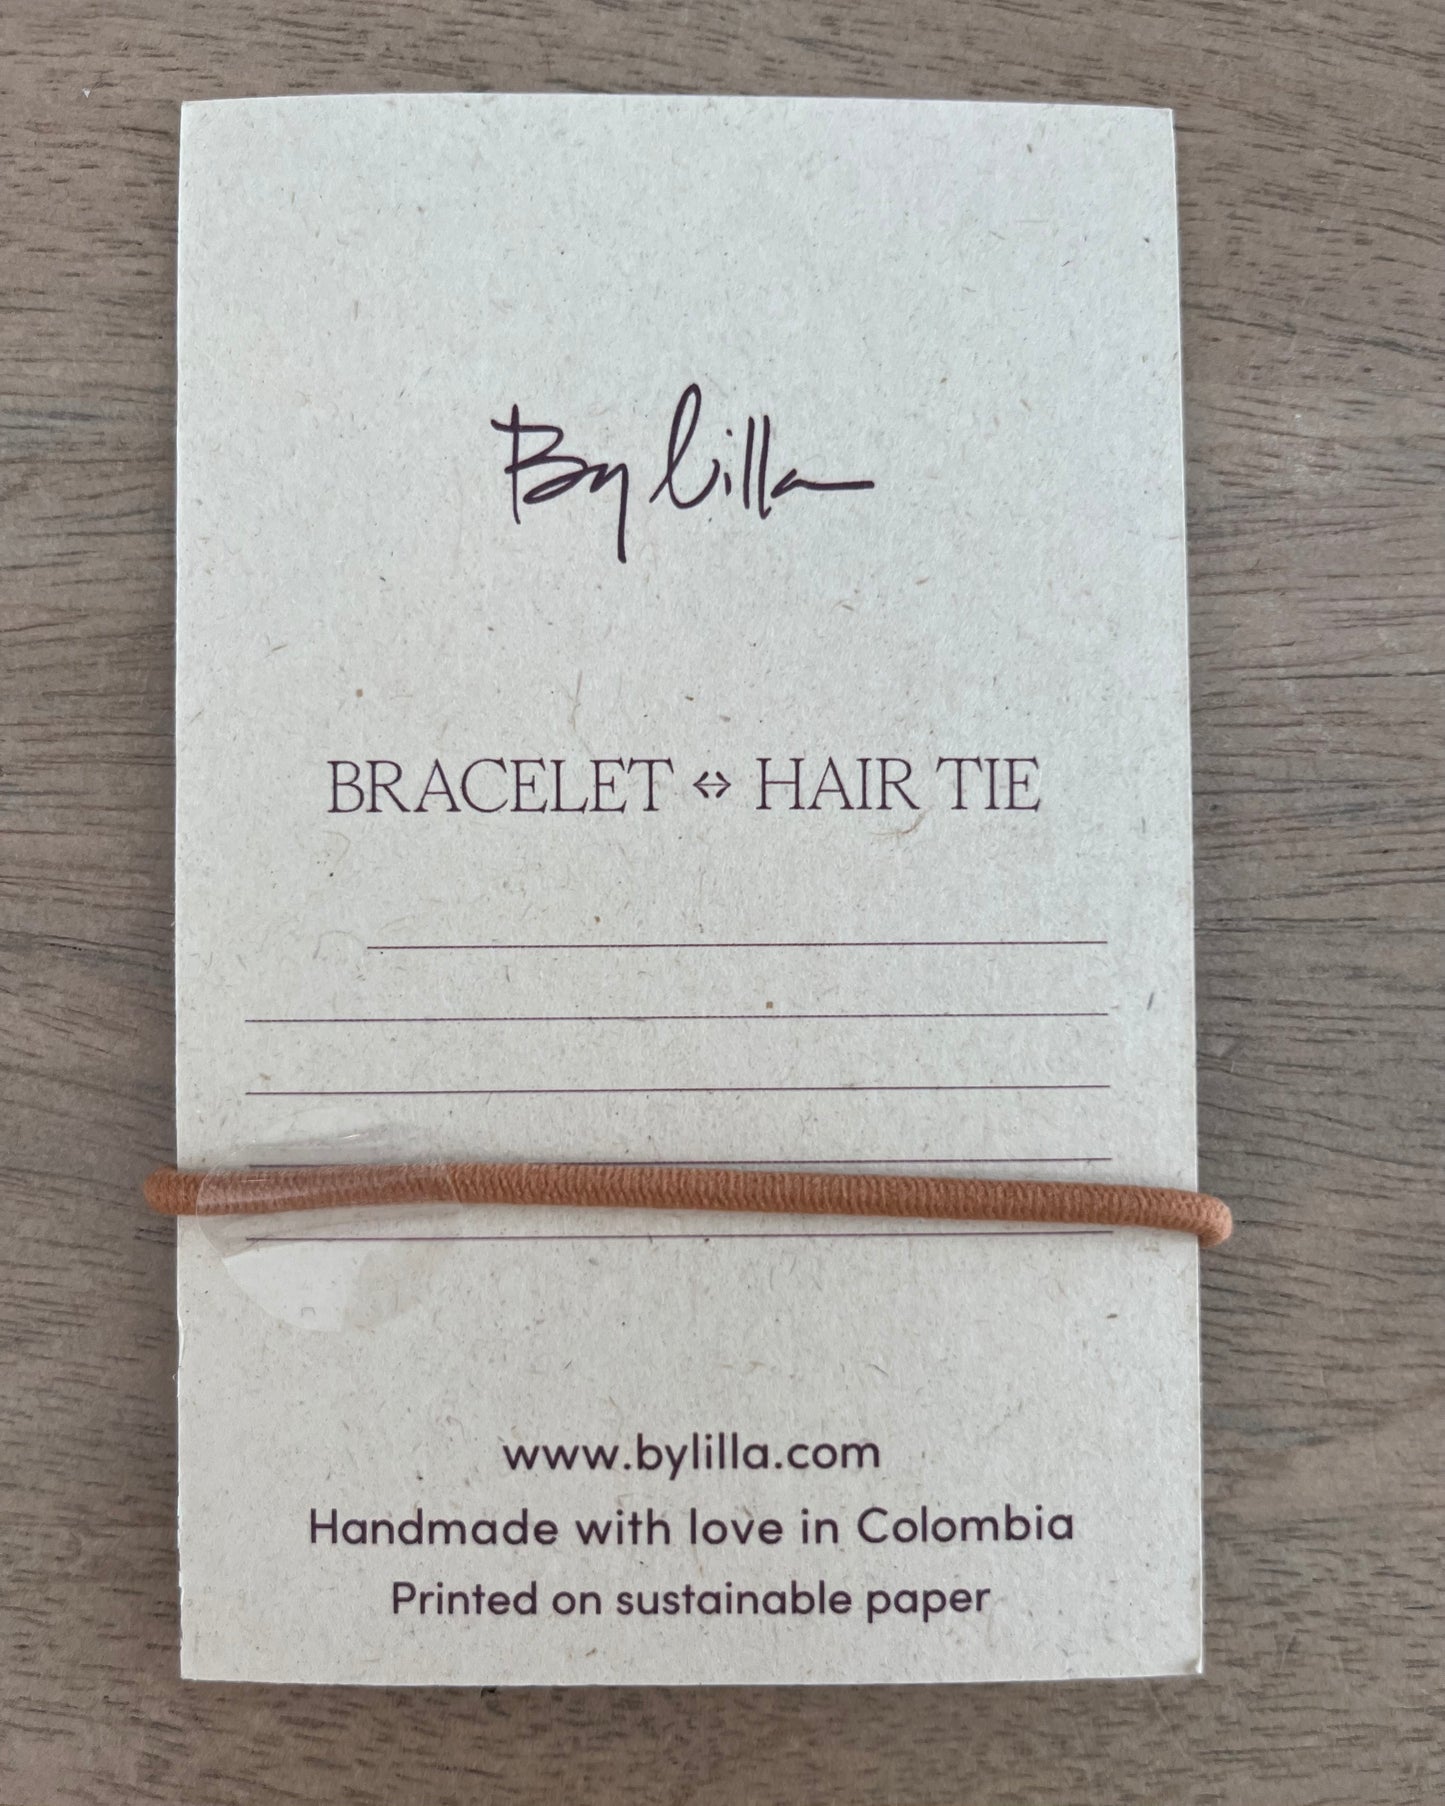 By lilla
BRACELET ⇔ HAIR TIE
www.bylilla.com
Handmade with love in Colombia
Printed on sustainable paper